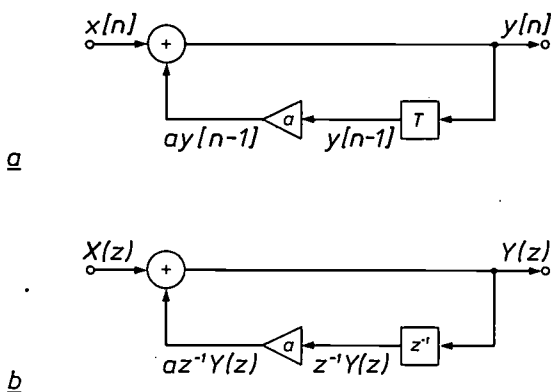 x[n] y[n]
+
a T
ay[n-1] y[n-1]
a
X(z) Y(z)
+
a z⁻¹
az⁻¹Y(z) z⁻¹Y(z)
b